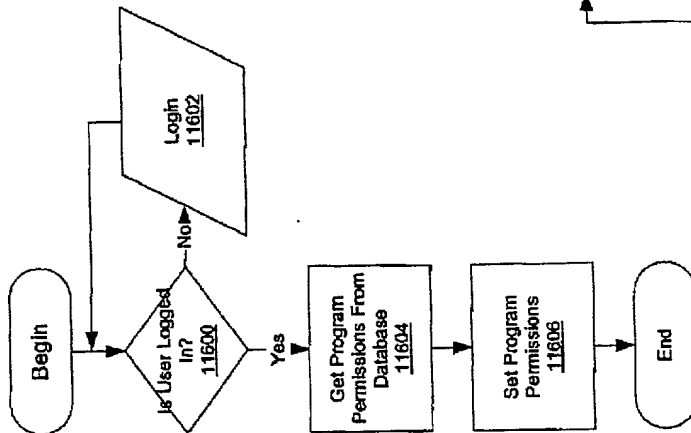 Begin
Is User Logged
In?
11600
No
Login
11602
Yes
Get Program
Permissions From
Database
11604
Set Program
Permissions
11606
End